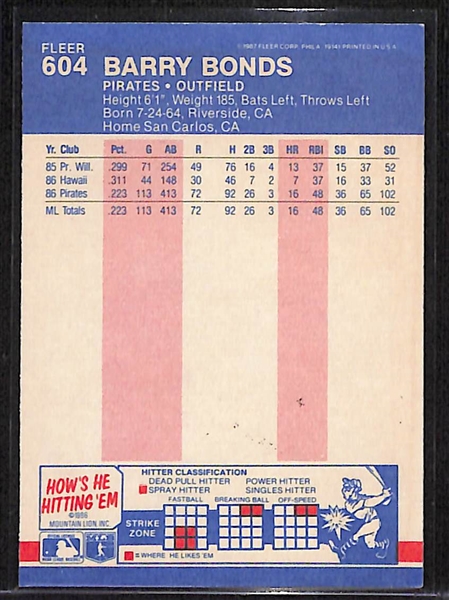 FLEER ©1987 FLEER CORP. PHILA. 19141 PRINTED IN U.S.A.
604 BARRY BONDS
PIRATES • OUTFIELD
Height 6'1", Weight 185, Bats Left, Throws Left
Born 7-24-64, Riverside, CA
Home San Carlos, CA
Yr. Club Pct. G AB R H 2B 3B HR RBI SB BB SO
85 Pr. Will. .299 71 254 49 76 16 4 13 37 15 37 52
86 Hawaii .311 44 148 30 46 7 2 7 37 16 33 31
86 Pirates .223 113 413 72 92 26 3 16 48 36 65 102
ML Totals .223 113 413 72 92 26 3 16 48 36 65 102
HOW'S HE
HITTING 'EM
©1986
MOUNTAIN LION, INC.
HITTER CLASSIFICATION
DEAD PULL HITTER POWER HITTER
SPRAY HITTER SINGLES HITTER
FASTBALL BREAKING BALL OFF-SPEED
STRIKE
ZONE
= WHERE HE LIKES 'EM